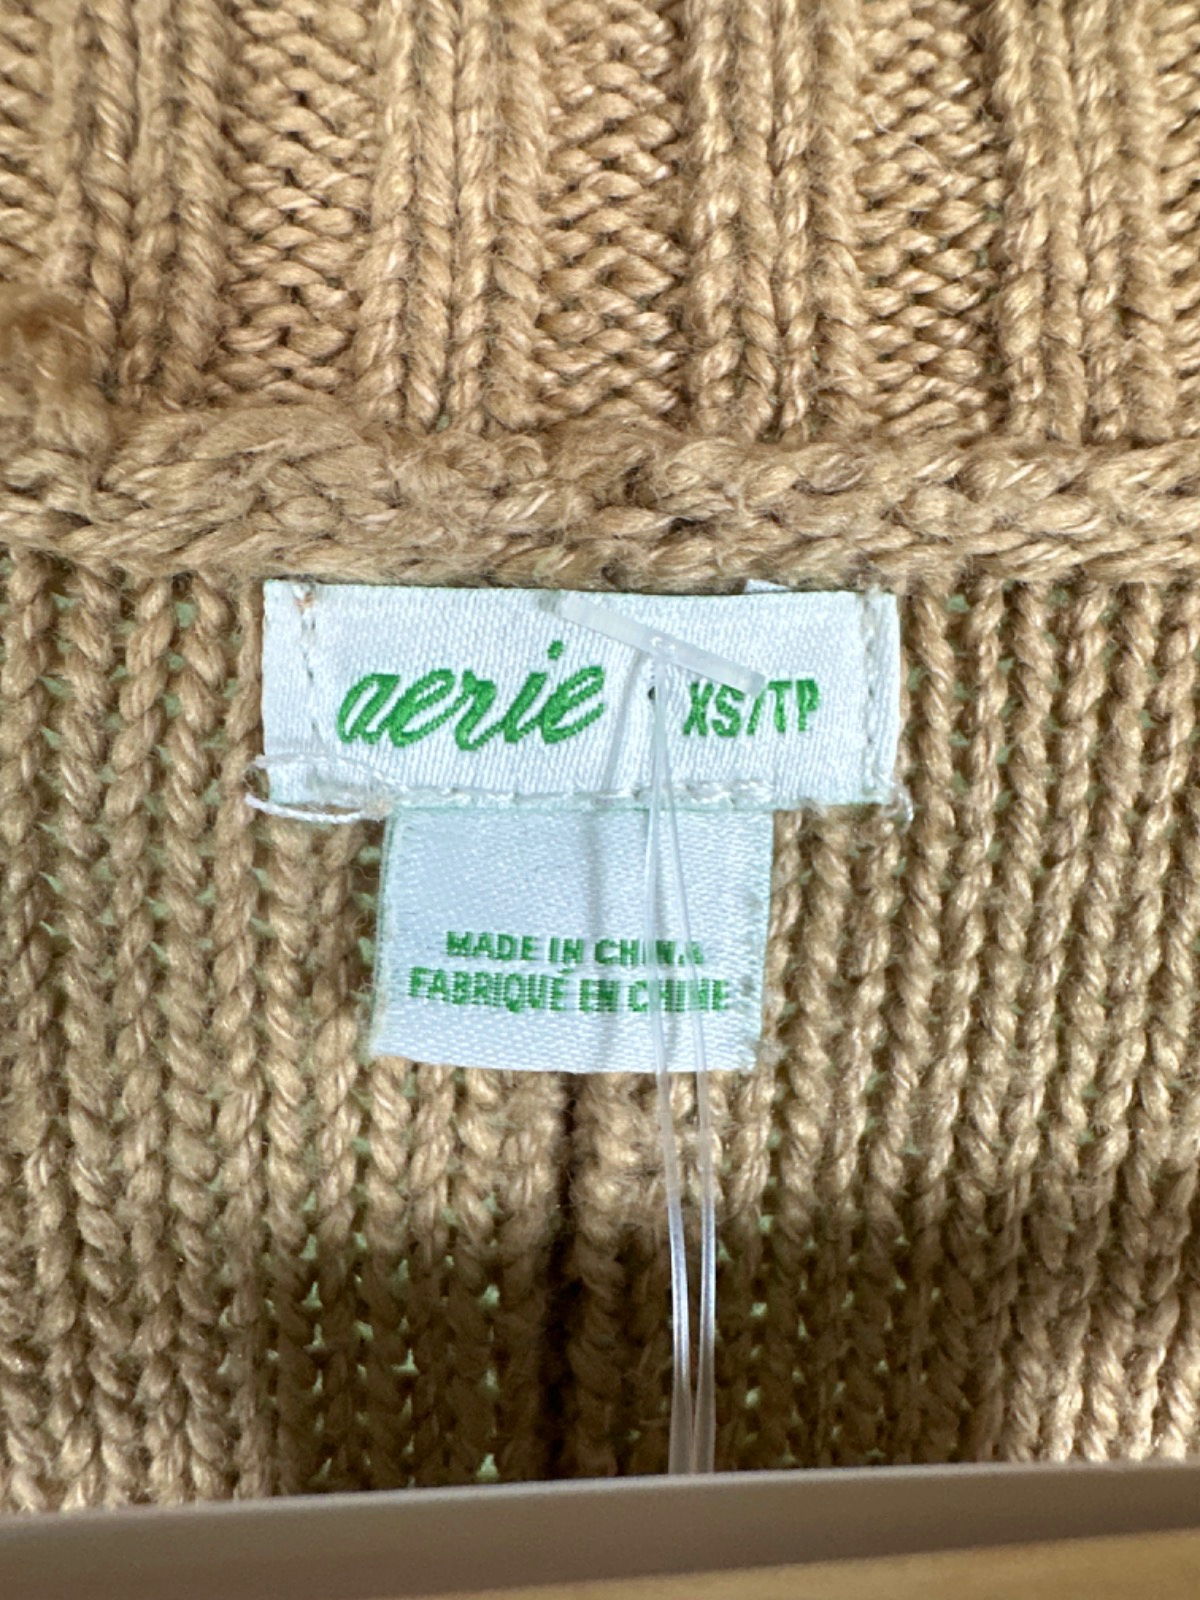 aerie • XS/TP
MADE IN CHINA
FABRIQUÉ EN CHINE